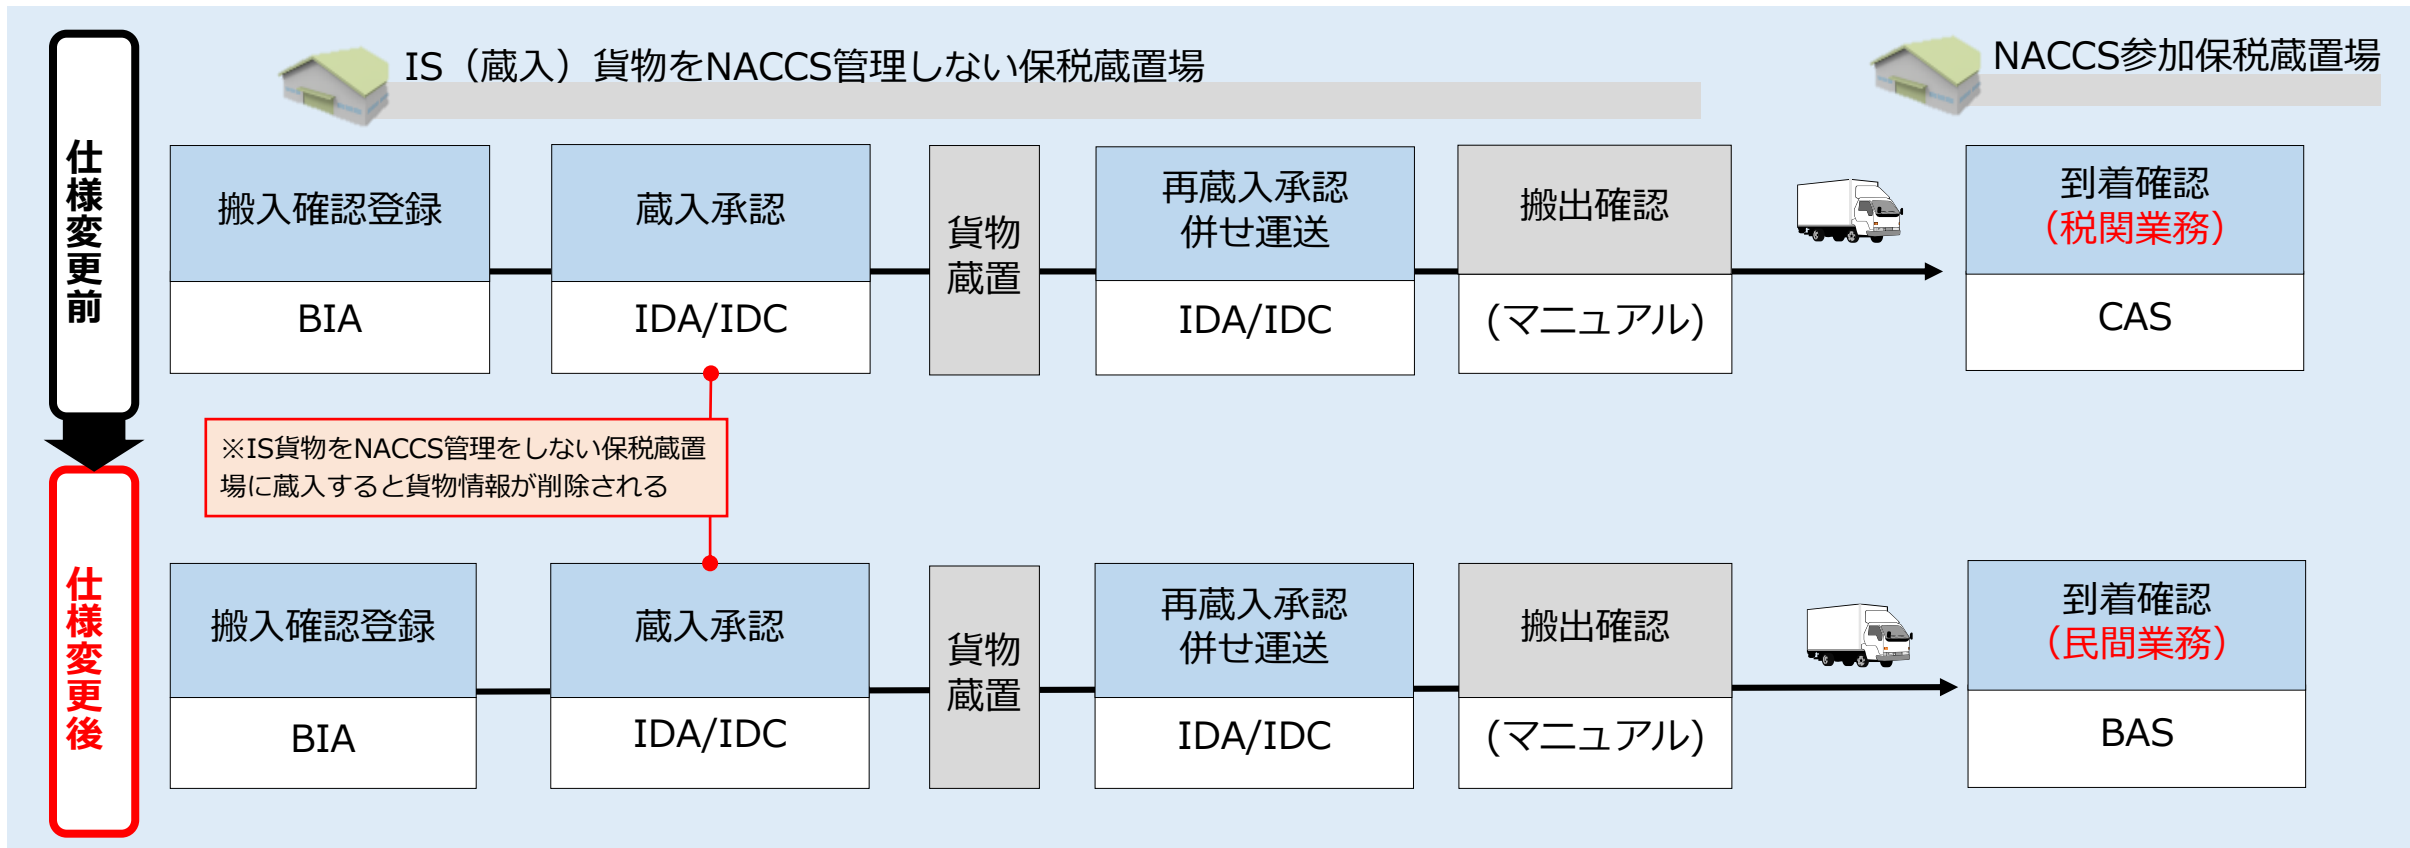 IS（蔵入）貨物をNACCS管理しない保税蔵置場
NACCS参加保税蔵置場
仕様変更前
搬入確認登録
BIA
蔵入承認
IDA/IDC
貨物
蔵置
再蔵入承認
併せ運送
IDA/IDC
搬出確認
(マニュアル)
到着確認
（税関業務）
CAS
※IS貨物をNACCS管理をしない保税蔵置
場に蔵入すると貨物情報が削除される
仕様変更後
搬入確認登録
BIA
蔵入承認
IDA/IDC
貨物
蔵置
再蔵入承認
併せ運送
IDA/IDC
搬出確認
(マニュアル)
到着確認
（民間業務）
BAS